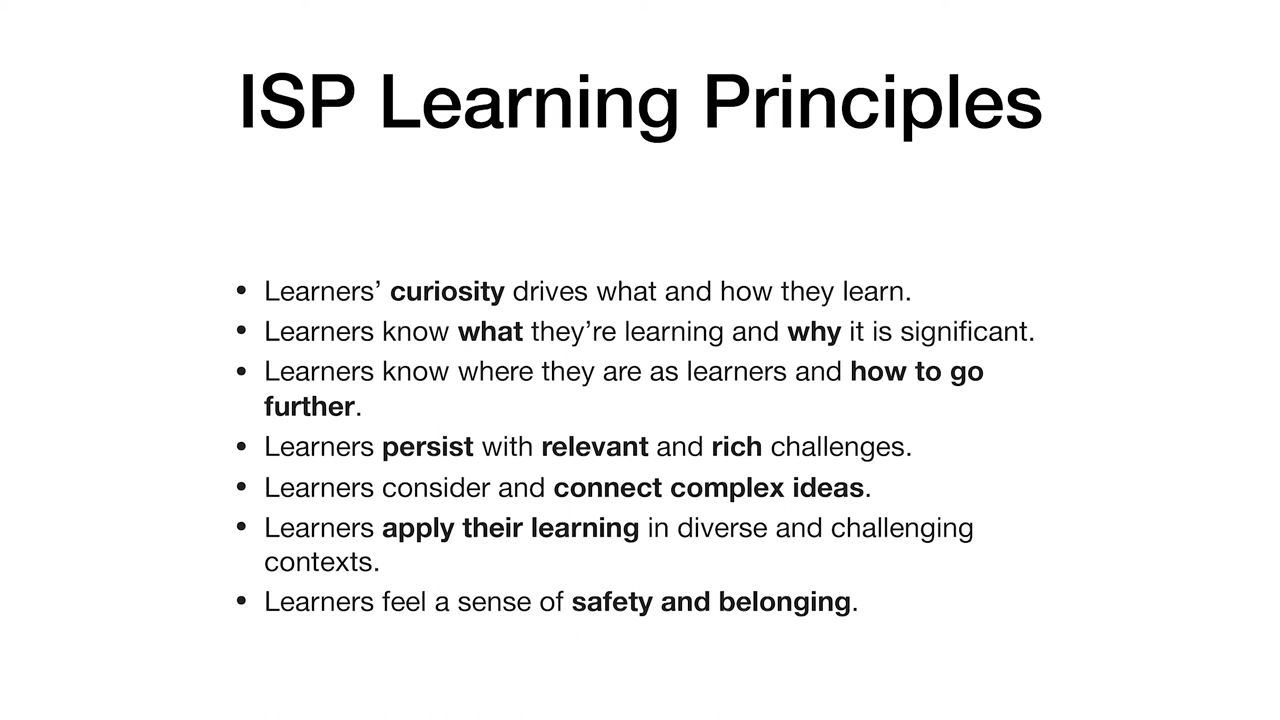 ISP Learning Principles
• Learners’ curiosity drives what and how they learn.
• Learners know what they’re learning and why it is significant.
• Learners know where they are as learners and how to go
further.
• Learners persist with relevant and rich challenges.
• Learners consider and connect complex ideas.
• Learners apply their learning in diverse and challenging
contexts.
• Learners feel a sense of safety and belonging.